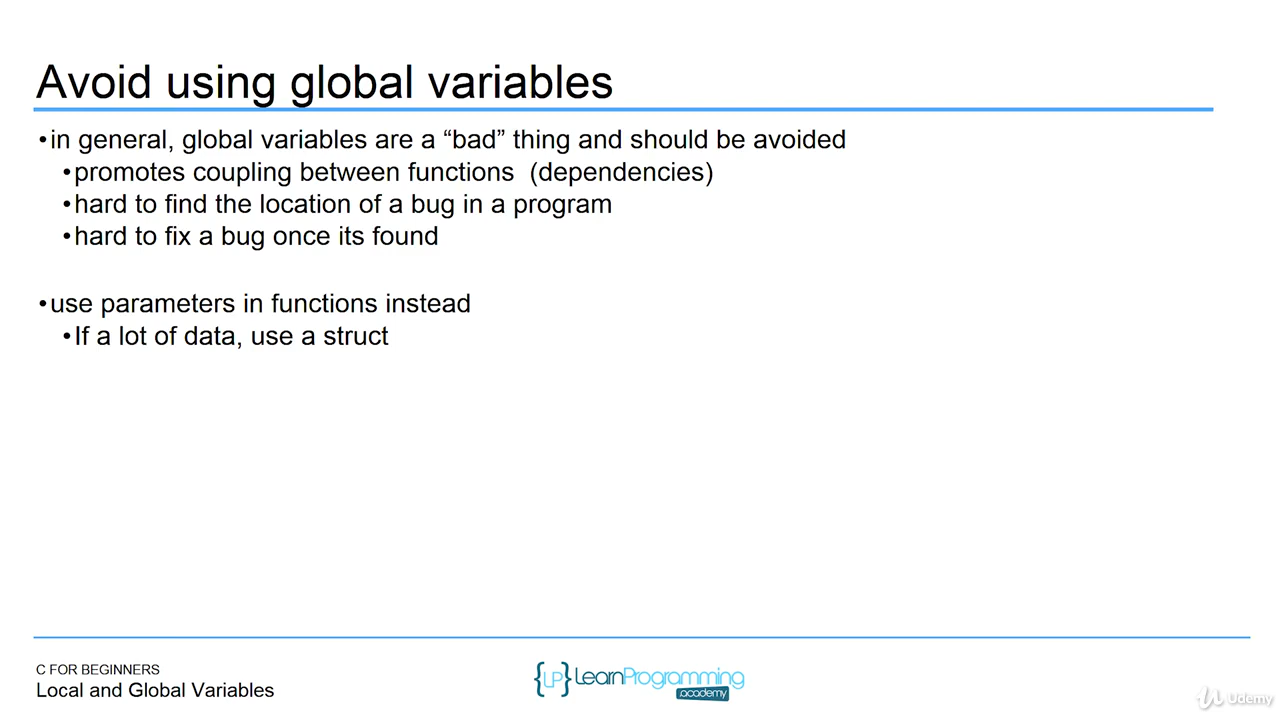 Avoid using global variables
•in general, global variables are a “bad” thing and should be avoided
•promotes coupling between functions  (dependencies)
•hard to find the location of a bug in a program
•hard to fix a bug once its found
•use parameters in functions instead
•If a lot of data, use a struct
C FOR BEGINNERS
Local and Global Variables
{LP} LearnProgramming
.academy
Udemy